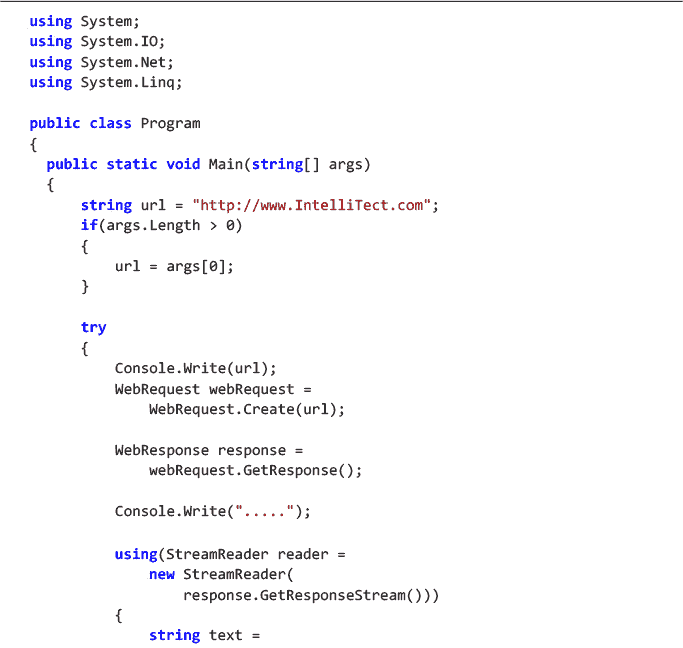 using System;
using System.IO;
using System.Net;
using System.Linq;

public class Program
{
  public static void Main(string[] args)
  {
      string url = "http://www.IntelliTect.com";
      if(args.Length > 0)
      {
          url = args[0];
      }

      try
      {
          Console.Write(url);
          WebRequest webRequest =
              WebRequest.Create(url);

          WebResponse response =
              webRequest.GetResponse();

          Console.Write(".....");

          using(StreamReader reader =
              new StreamReader(
                  response.GetResponseStream()))
          {
              string text =